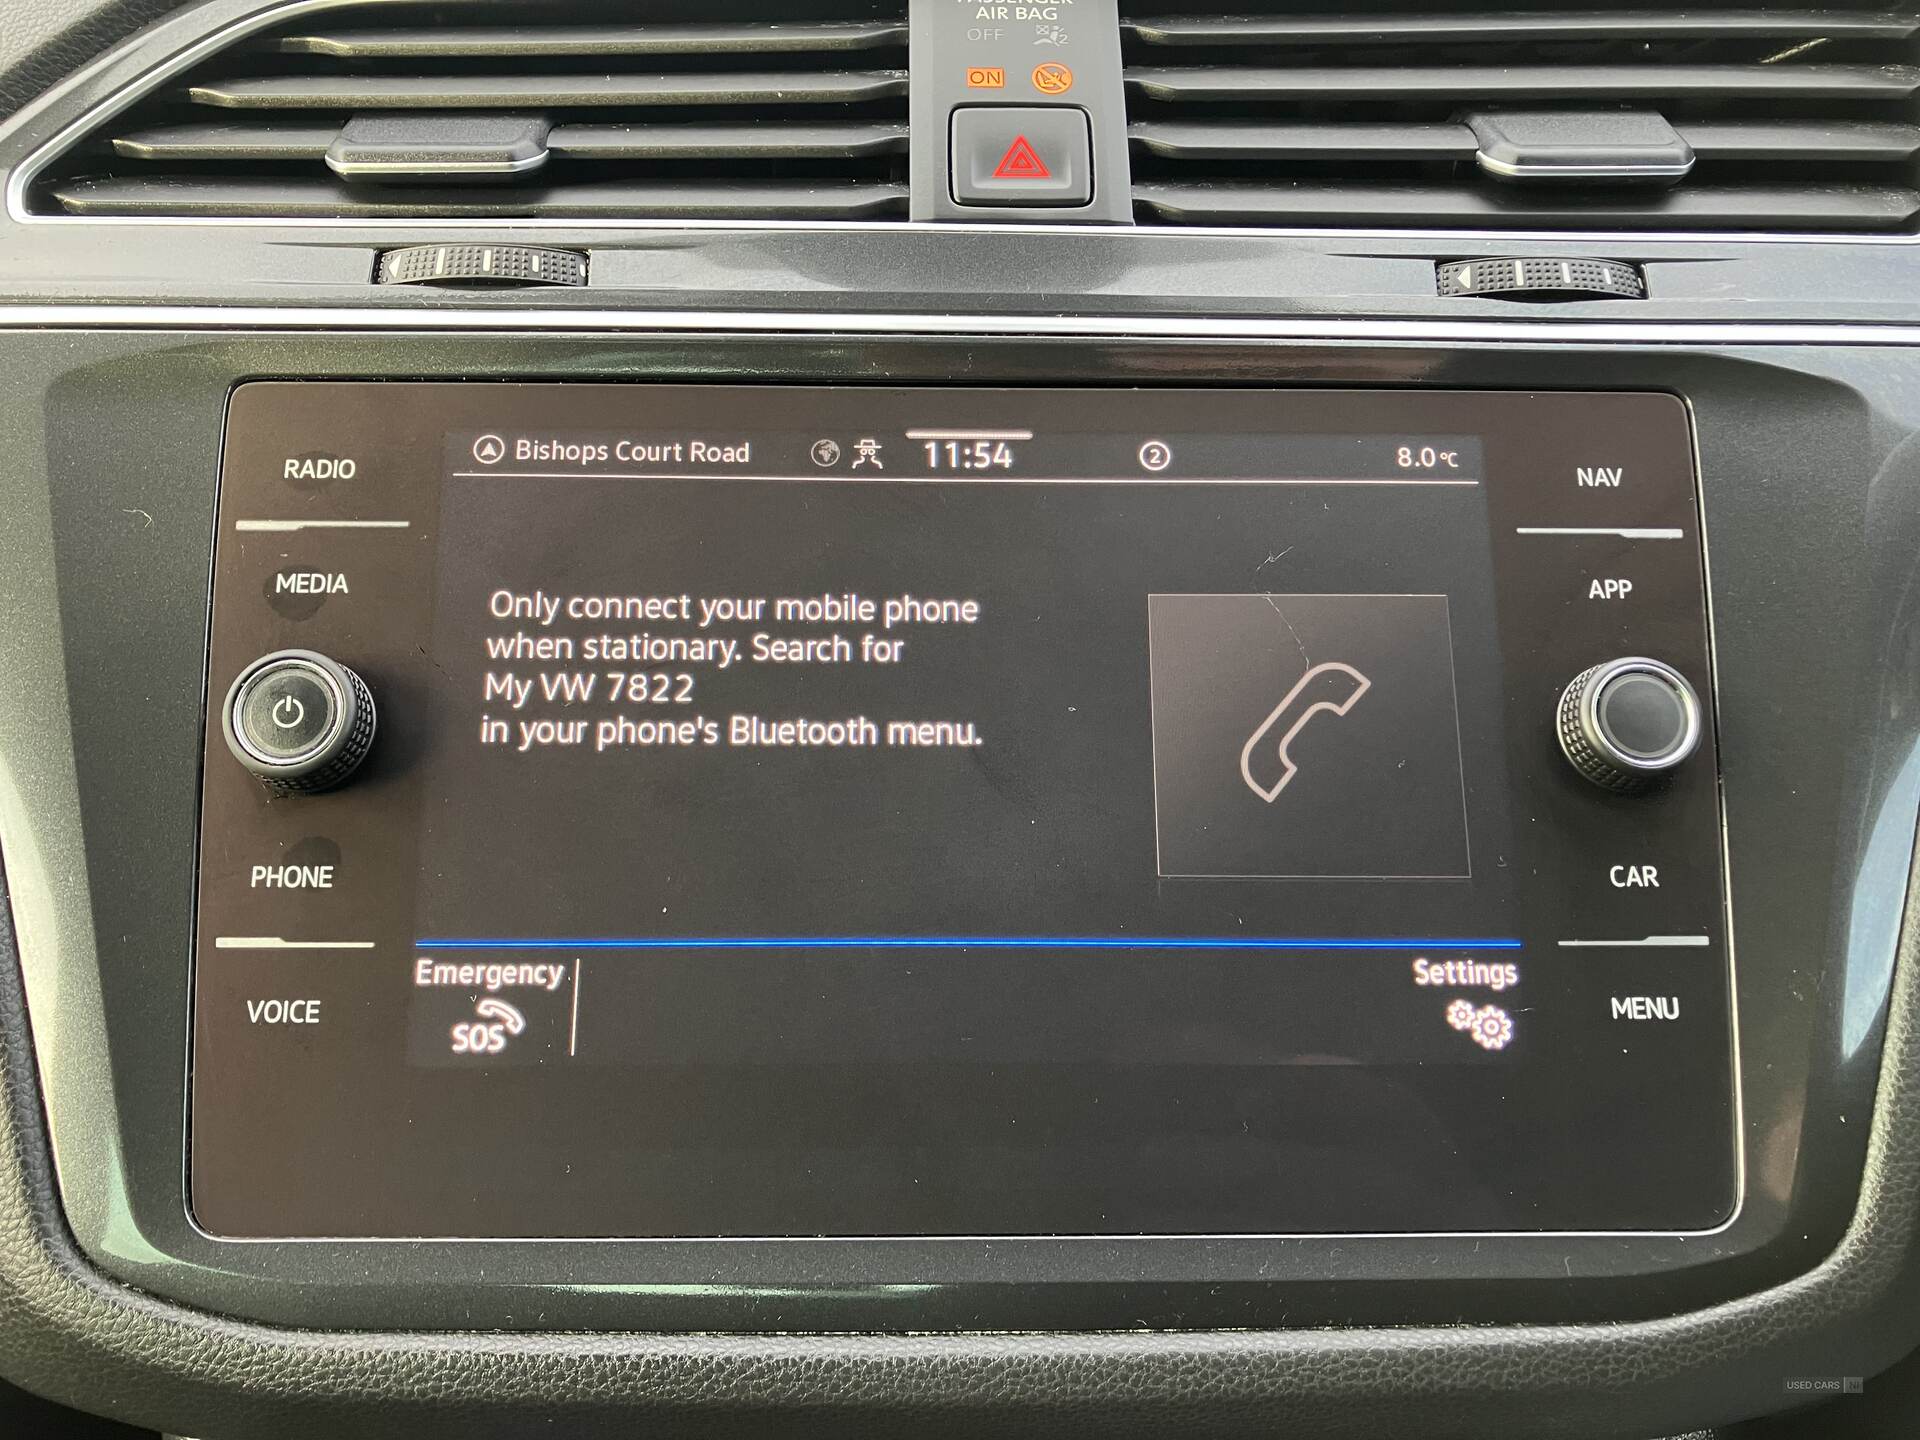 PASSENGER
AIR BAG
OFF
ON
Bishops Court Road
11:54
2
8.0°C
RADIO
NAV
MEDIA
APP
Only connect your mobile phone
when stationary. Search for
My VW 7822
in your phone's Bluetooth menu.
PHONE
CAR
Emergency
SOS
Settings
VOICE
MENU
USED CARS NI